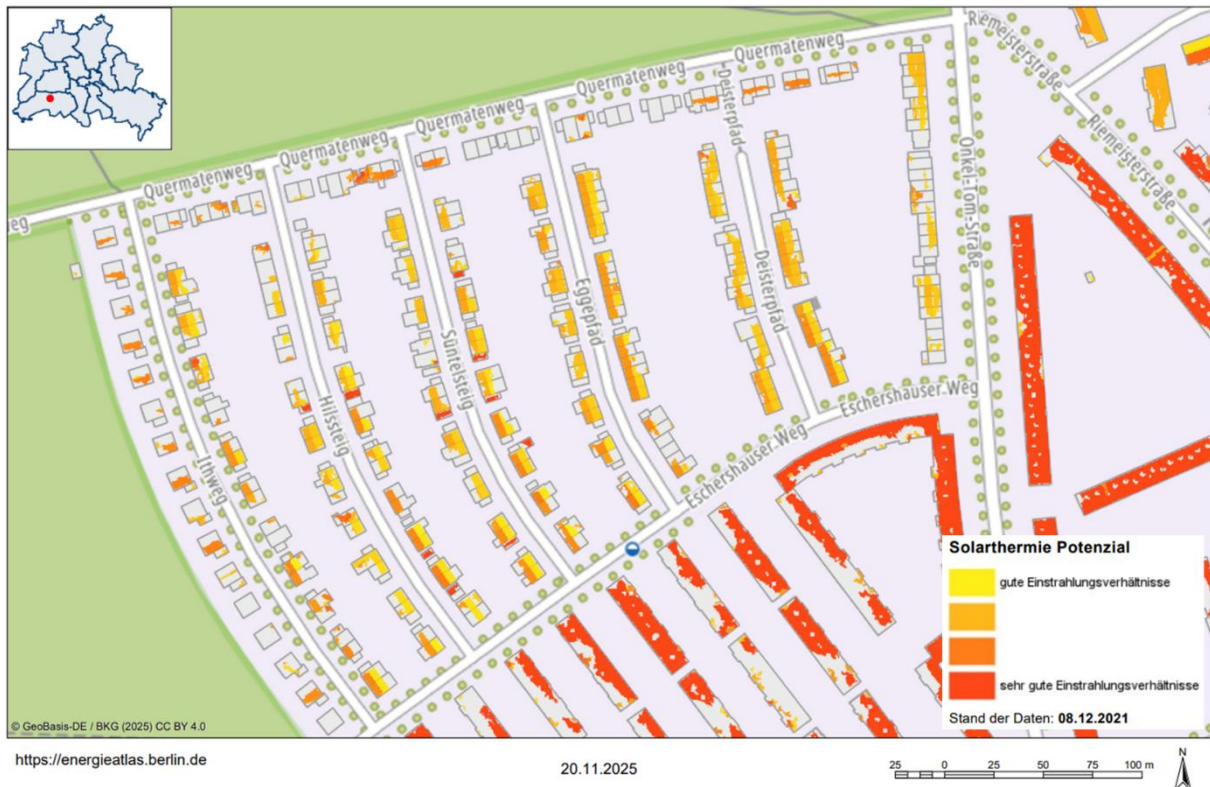 Quermatenweg
Quermatenweg
Quermatenweg
Quermatenweg
Quermatenweg
weg
Riemeisterstraße
Riemeisterstraße
Onkel-Tom-Straße
Deisterpfad
Deisterpfad
Eggepfad
Süntelsteig
Hilssteig
Ithweg
Eschershauser Weg
Eschershauser Weg
Solarthermie Potenzial
gute Einstrahlungsverhältnisse
sehr gute Einstrahlungsverhältnisse
Stand der Daten: 08.12.2021
© GeoBasis-DE / BKG (2025) CC BY 4.0
https://energieatlas.berlin.de
20.11.2025
25 0 25 50 75 100 m
N